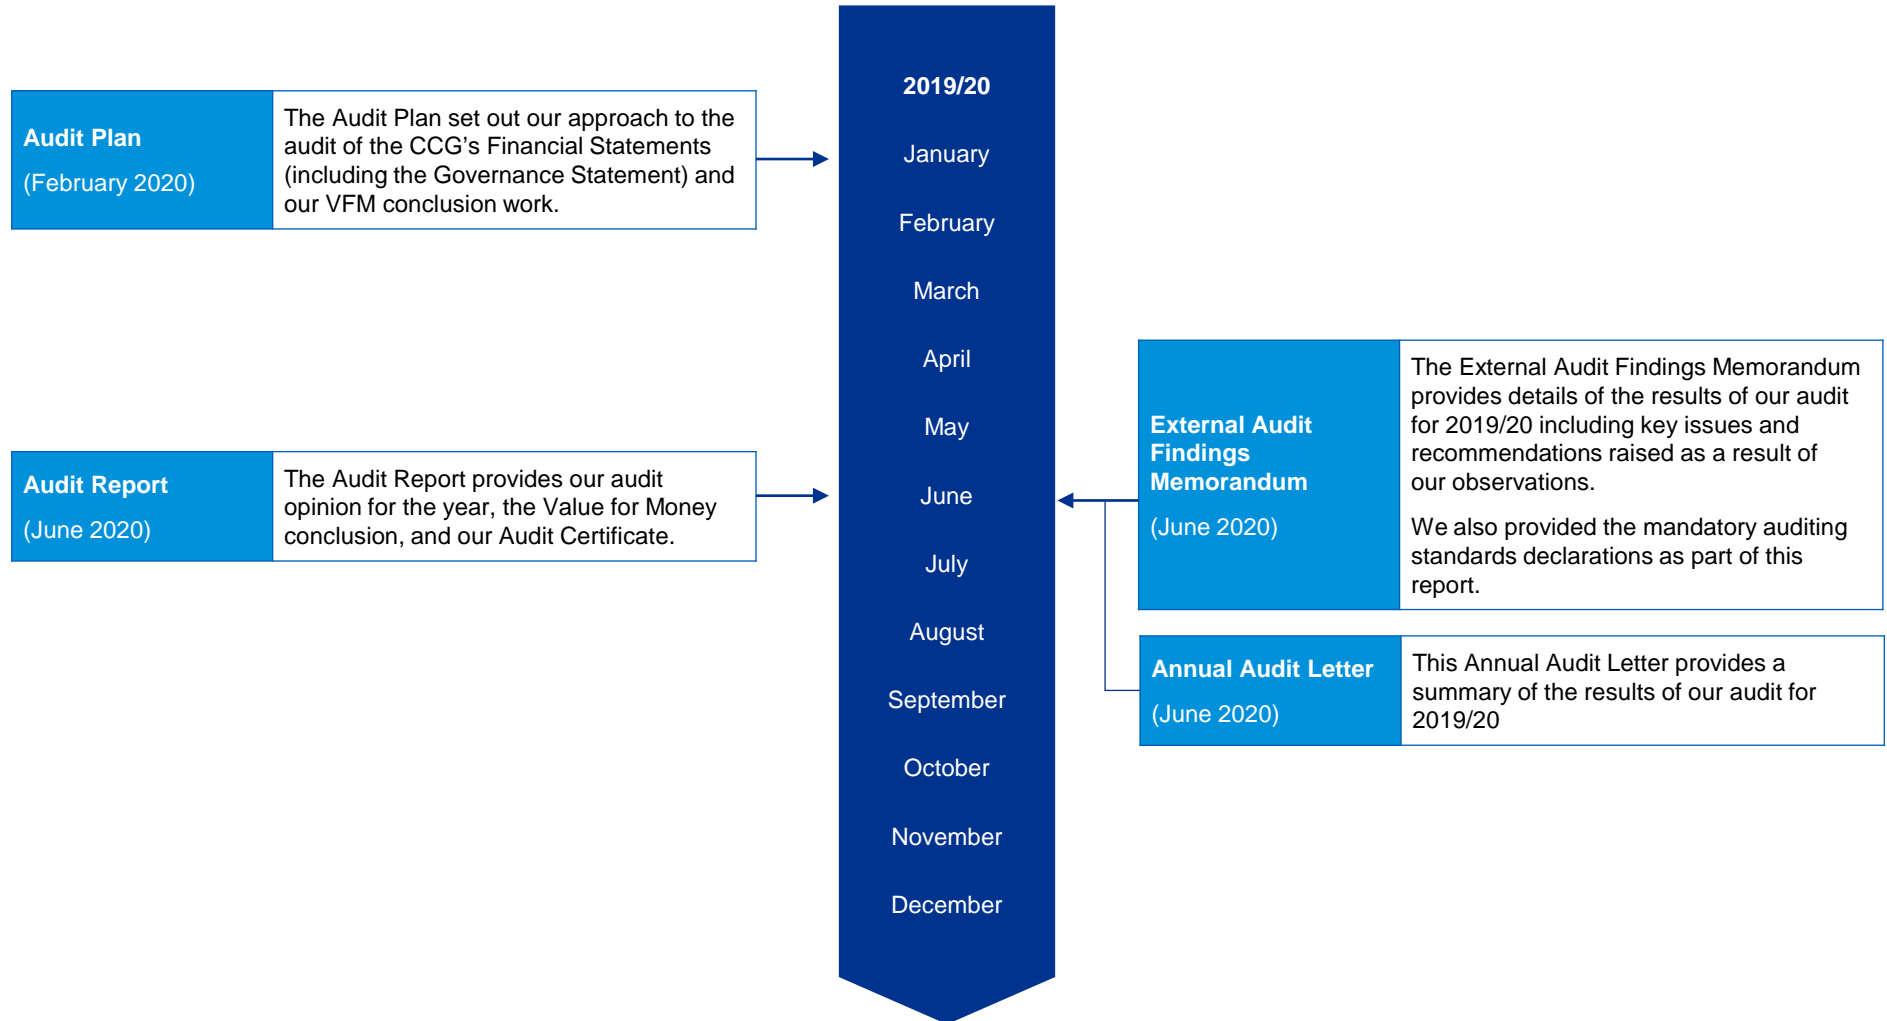 Audit Plan
(February 2020)
The Audit Plan set out our approach to the
audit of the CCG's Financial Statements
(including the Governance Statement) and
our VFM conclusion work.
Audit Report
(June 2020)
The Audit Report provides our audit
opinion for the year, the Value for Money
conclusion, and our Audit Certificate.
2019/20
January
February
March
April
May
June
July
August
September
October
November
December
External Audit
Findings
Memorandum
(June 2020)
The External Audit Findings Memorandum
provides details of the results of our audit
for 2019/20 including key issues and
recommendations raised as a result of
our observations.
We also provided the mandatory auditing
standards declarations as part of this
report.
Annual Audit Letter
(June 2020)
This Annual Audit Letter provides a
summary of the results of our audit for
2019/20